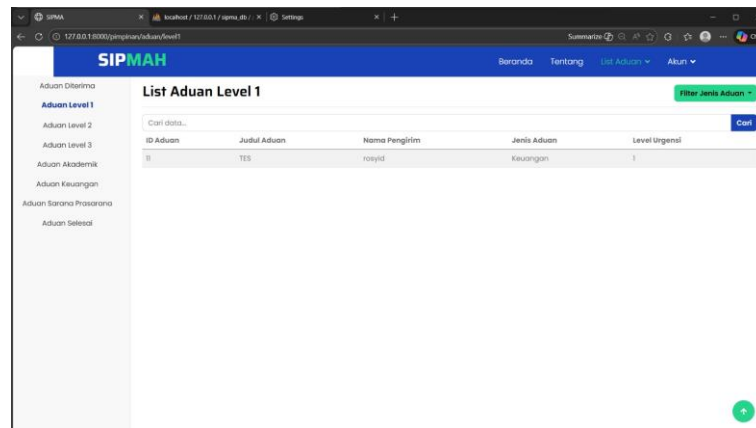 SIPMA
localhost / 127.0.0.1 / sipma_db /
Settings
127.0.0.1:8000/pimpinan/aduan/level1
Summarize
SIPMAH
Beranda
Tentang
List Aduan
Akun
Aduan Diterima
Aduan Level 1
Aduan Level 2
Aduan Level 3
Aduan Akademik
Aduan Keuangan
Aduan Sarana Prasarana
Aduan Selesai
List Aduan Level 1
Filter Jenis Aduan
Cari data...
Cari
ID Aduan Judul Aduan Nama Pengirim Jenis Aduan Level Urgensi
11 TES rosyid Keuangan 1